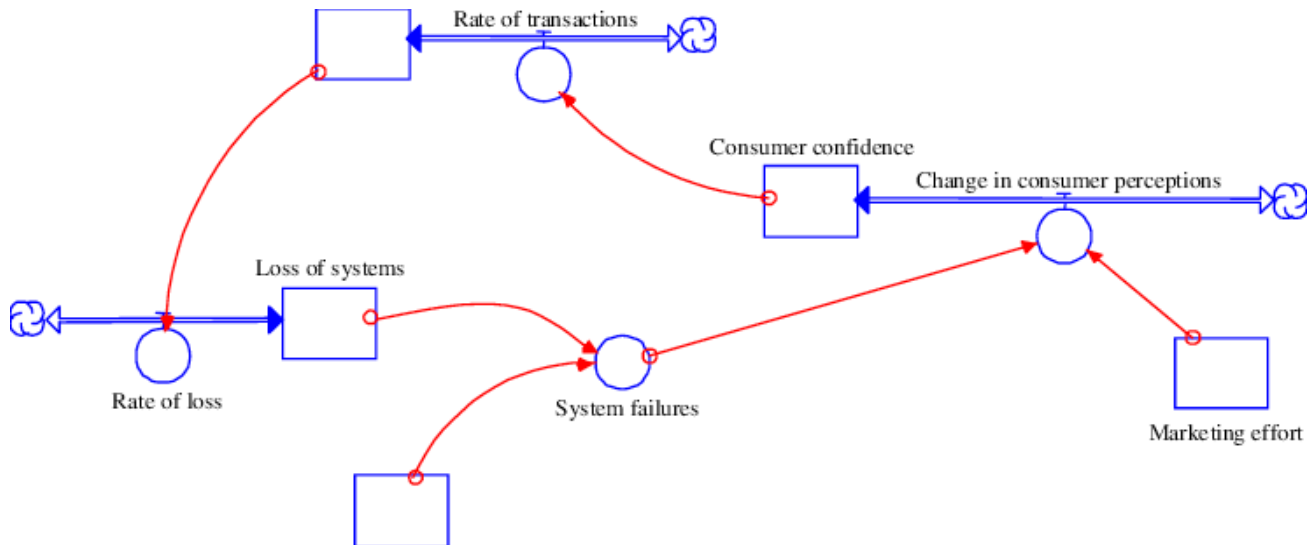 Rate of transactions
Consumer confidence
Change in consumer perceptions
Loss of systems
Rate of loss
System failures
Marketing effort